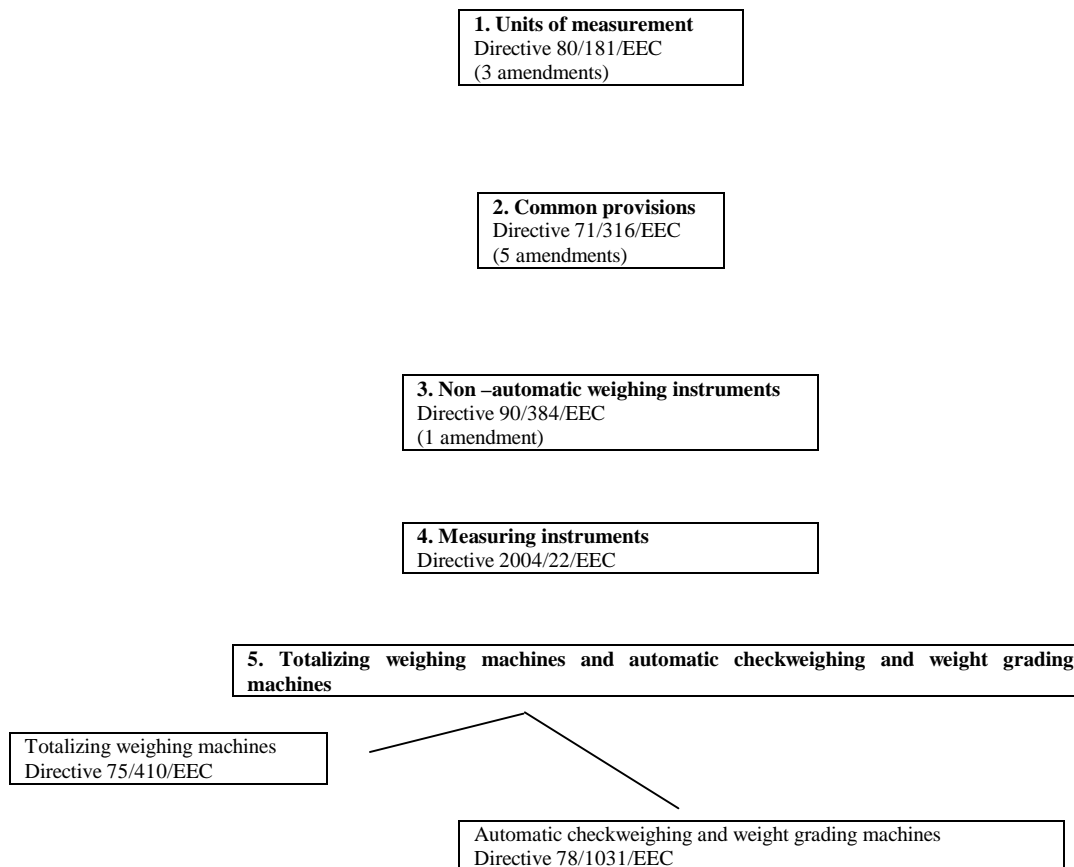 1. Units of measurement
Directive 80/181/EEC
(3 amendments)
2. Common provisions
Directive 71/316/EEC
(5 amendments)
3. Non –automatic weighing instruments
Directive 90/384/EEC
(1 amendment)
4. Measuring instruments
Directive 2004/22/EEC
5. Totalizing weighing machines and automatic checkweighing and weight grading
machines
Totalizing weighing machines
Directive 75/410/EEC
Automatic checkweighing and weight grading machines
Directive 78/1031/EEC